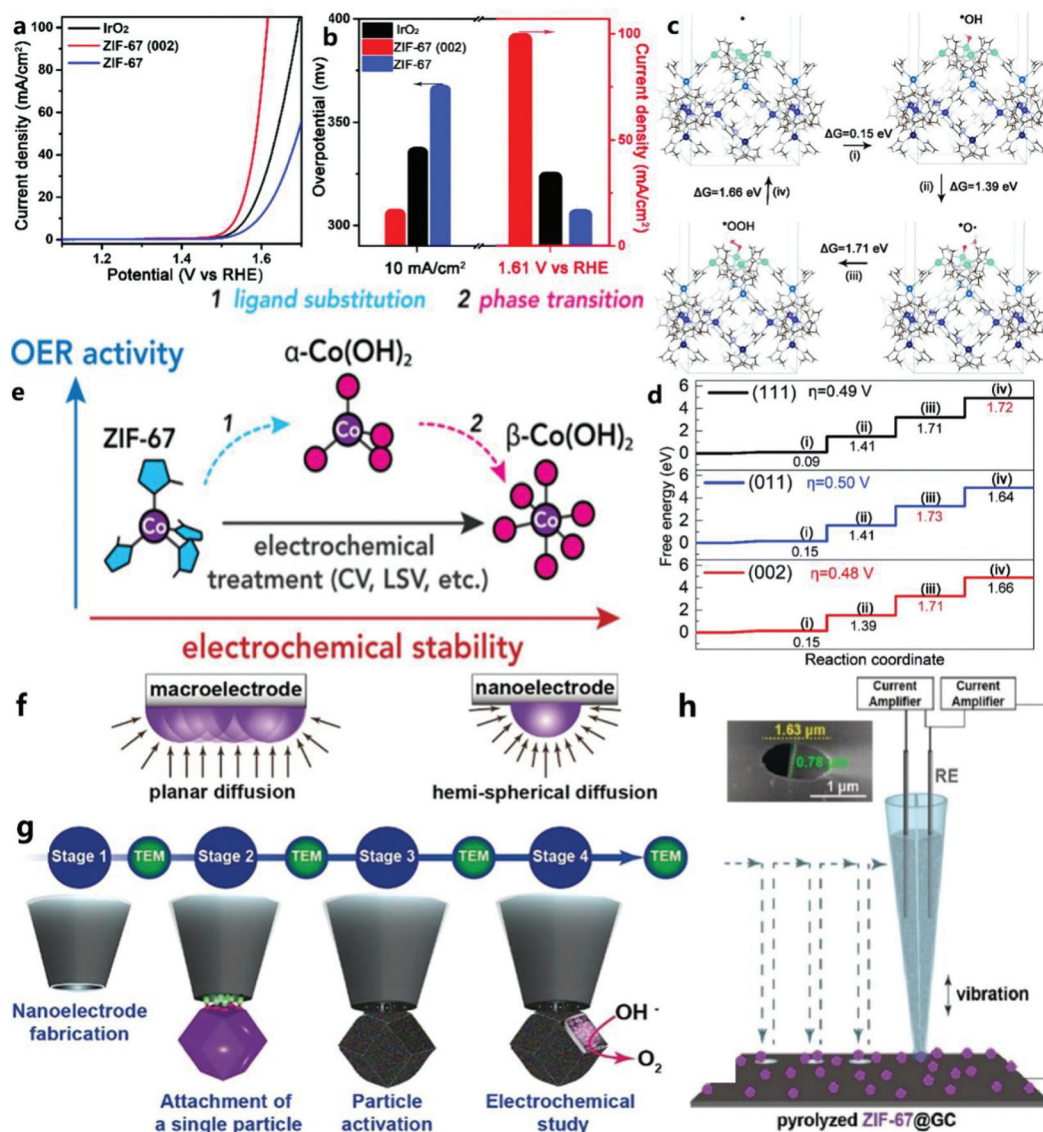 a
IrO₂
ZIF-67 (002)
ZIF-67
Current density (mA/cm²)
100
80
60
40
20
0
1.1 1.2 1.4 1.6
Potential (V vs RHE)
b
IrO₂
ZIF-67 (002)
ZIF-67
Overpotential (mv)
400
350
300
10 mA/cm²
1.61 V vs RHE
100
50
0
Current density (mA/cm²)
c
*
*OH
ΔG=0.15 eV
(i)
ΔG=1.66 eV
(iv)
(ii)
ΔG=1.39 eV
*OOH
ΔG=1.71 eV
(iii)
*O•
1 ligand substitution
2 phase transition
OER activity
e
ZIF-67
Co
1
α-Co(OH)₂
Co
2
β-Co(OH)₂
Co
electrochemical
treatment (CV, LSV, etc.)
electrochemical stability
d
Free energy (eV)
6
4
2
0
(111) η=0.49 V
(i)
0.09
(ii)
1.41
(iii)
1.71
(iv)
1.72
6
4
2
0
(011) η=0.50 V
(i)
0.15
(ii)
1.41
(iii)
1.73
(iv)
1.64
6
4
2
0
(002) η=0.48 V
(i)
0.15
(ii)
1.39
(iii)
1.71
(iv)
1.66
Reaction coordinate
f
macroelectrode
planar diffusion
nanoelectrode
hemi-spherical diffusion
g
Stage 1
TEM
Stage 2
TEM
Stage 3
TEM
Stage 4
TEM
Nanoelectrode
fabrication
Attachment of
a single particle
Particle
activation
Electrochemical
study
OH -
O₂
h
1.63 µm
0.78 µm
1 µm
Current
Amplifier
Current
Amplifier
RE
vibration
pyrolyzed ZIF-67@GC